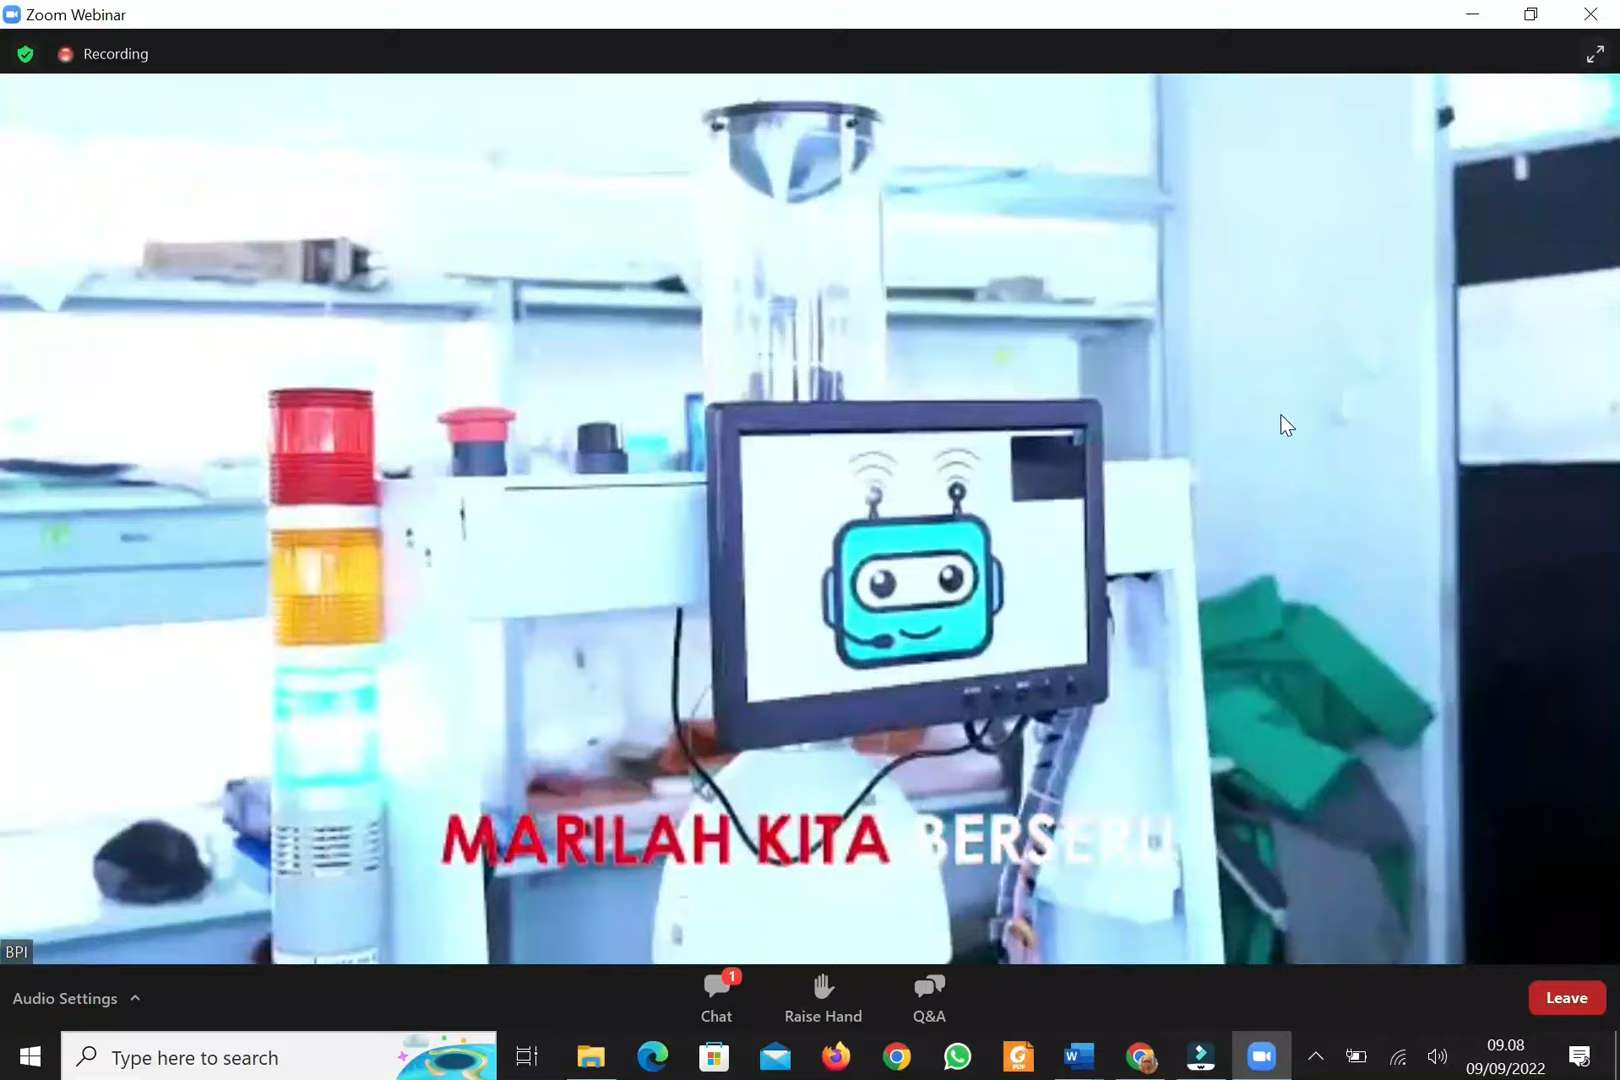 Zoom Webinar
Recording
MARILAH KITA BERSERU
BPI
Audio Settings
1
Chat
Raise Hand
Q&A
Leave
Type here to search
09.08
09/09/2022